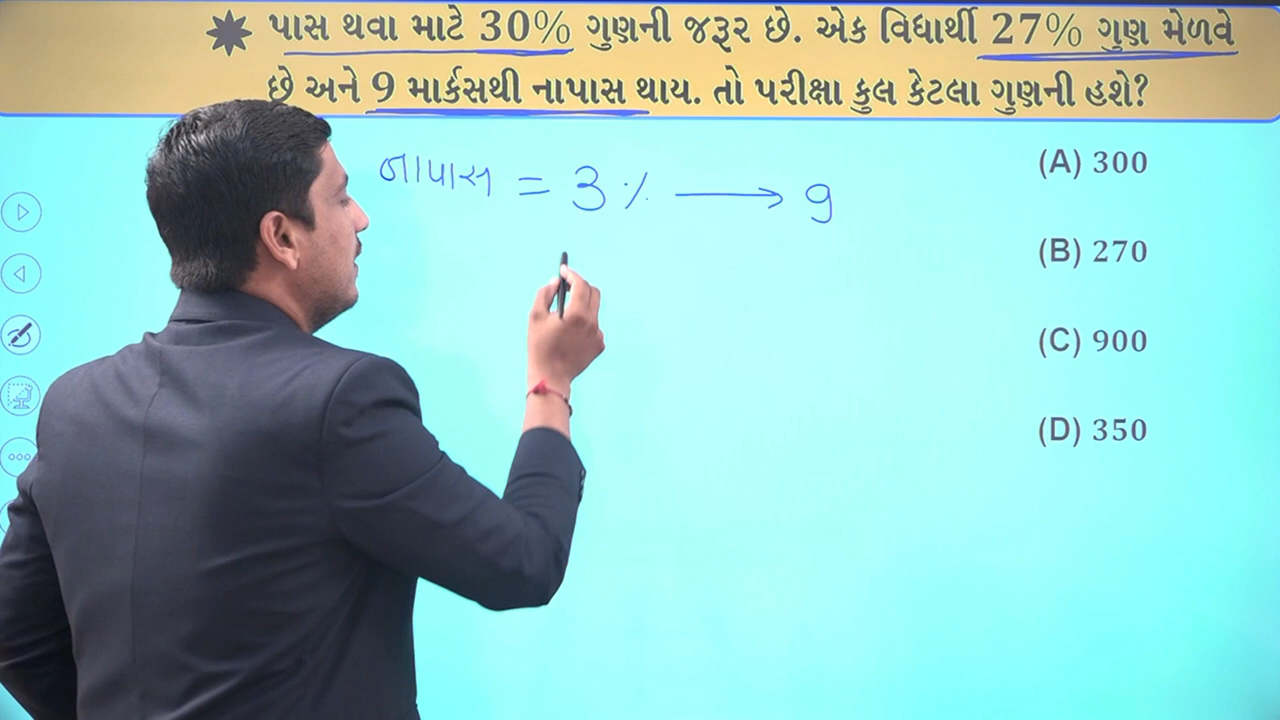 પાસ થવા માટે 30% ગુણની જરૂર છે. એક વિધાર્થી 27% ગુણ મેળવે
છે અને 9 માર્કસથી નાપાસ થાય. તો પરીક્ષા કુલ કેટલા ગુણની હશે?
નાપાસ = 3% → 9
(A) 300
(B) 270
(C) 900
(D) 350